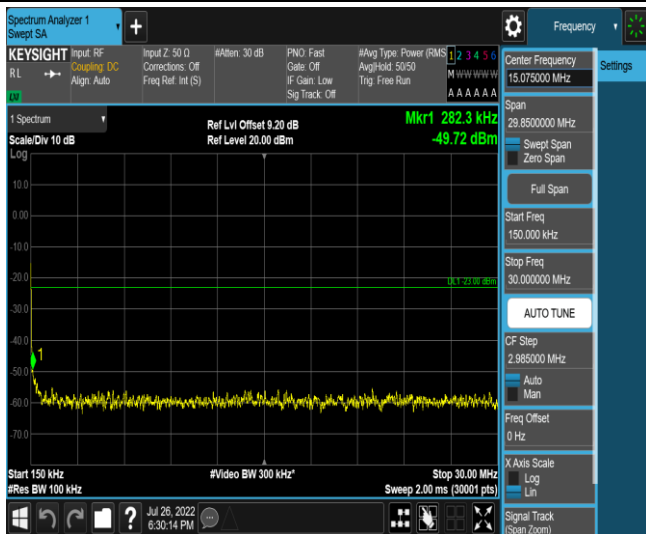 Spectrum Analyzer 1
Swept SA
Frequency
KEYSIGHT
RL
Input: RF
Coupling: DC
Align: Auto
Input Z: 50 Ω
Corrections: Off
Freq Ref: Int (S)
#Atten: 30 dB
PNO: Fast
Gate: Off
IF Gain: Low
Sig Track: Off
#Avg Type: Power (RMS
Avg|Hold: 50/50
Trig: Free Run
1 2 3 4 5 6
M W W W W W
A A A A A A
1 Spectrum
Scale/Div 10 dB
Log
Ref Lvl Offset 9.20 dB
Ref Level 20.00 dBm
Mkr1 282.3 kHz
-49.72 dBm
10.0
0.00
-10.0
-20.0
DL1 -23.00 dBm
-30.0
-40.0
1
-50.0
-60.0
-70.0
Start 150 kHz
#Res BW 100 kHz
#Video BW 300 kHz*
Stop 30.00 MHz
Sweep 2.00 ms (30001 pts)
?
Jul 26, 2022
6:30:14 PM
Center Frequency
15.075000 MHz
Span
29.8500000 MHz
Swept Span
Zero Span
Full Span
Start Freq
150.000 kHz
Stop Freq
30.000000 MHz
AUTO TUNE
CF Step
2.985000 MHz
Auto
Man
Freq Offset
0 Hz
X Axis Scale
Log
Lin
Signal Track
(Span Zoom)
Settings